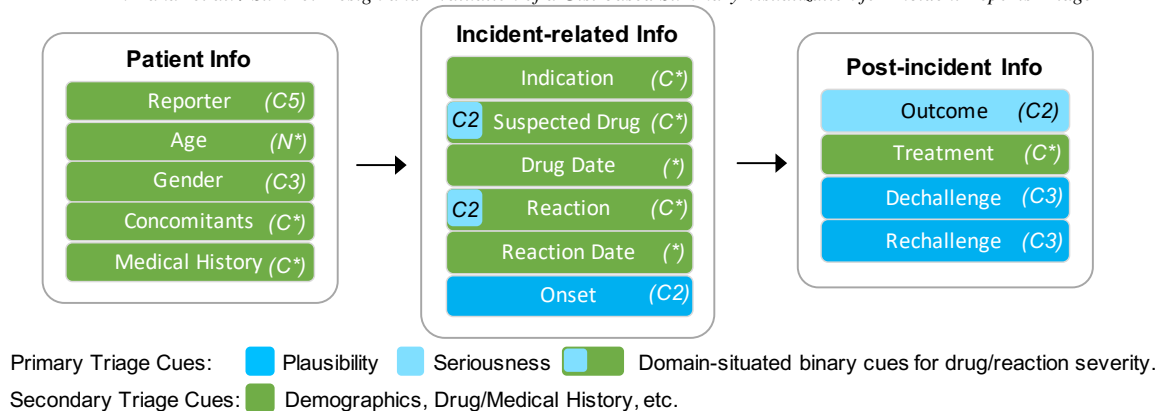 Patient Info
Reporter (C5)
Age (N*)
Gender (C3)
Concomitants (C*)
Medical History (C*)
Incident-related Info
Indication (C*)
C2 Suspected Drug (C*)
Drug Date (*)
C2 Reaction (C*)
Reaction Date (*)
Onset (C2)
Post-incident Info
Outcome (C2)
Treatment (C*)
Dechallenge (C3)
Rechallenge (C3)
Primary Triage Cues: Plausibility Seriousness Domain-situated binary cues for drug/reaction severity.
Secondary Triage Cues: Demographics, Drug/Medical History, etc.